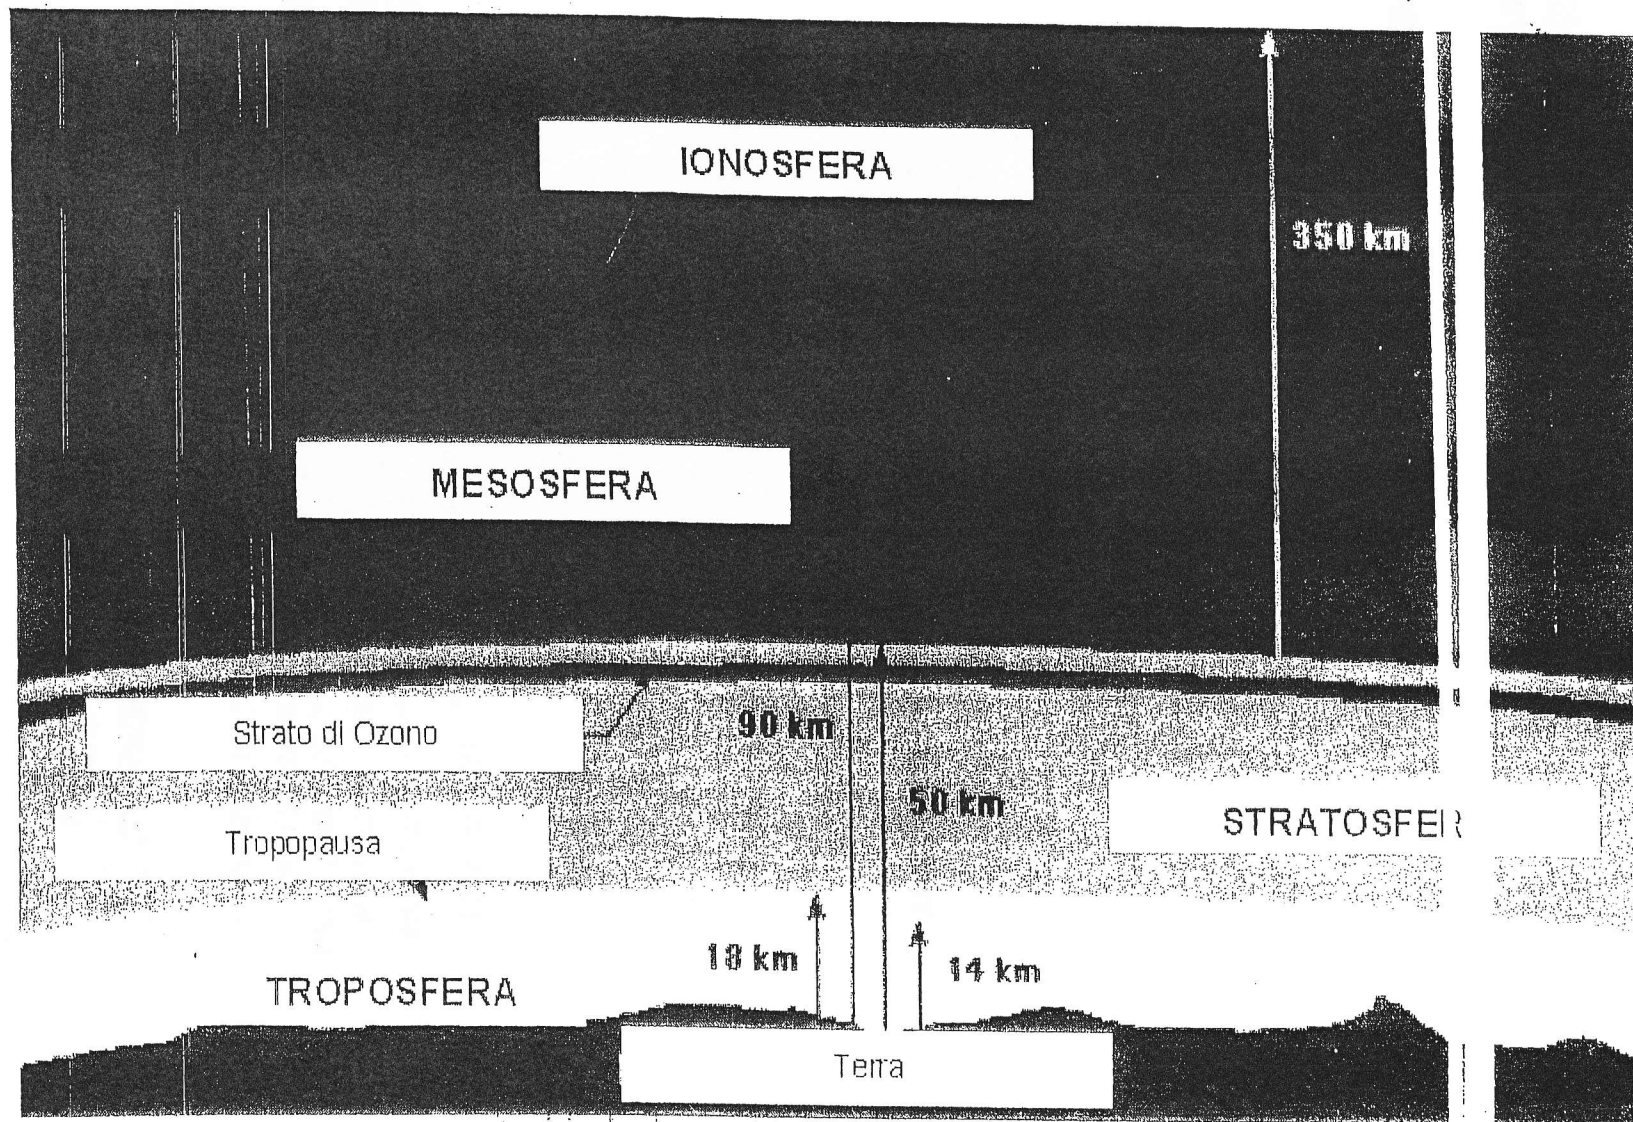 IONOSFERA
350 km
MESOSFERA
Strato di Ozono
90 km
50 km
STRATOSFER
Tropopausa
18 km
14 km
TROPOSFERA
Terra